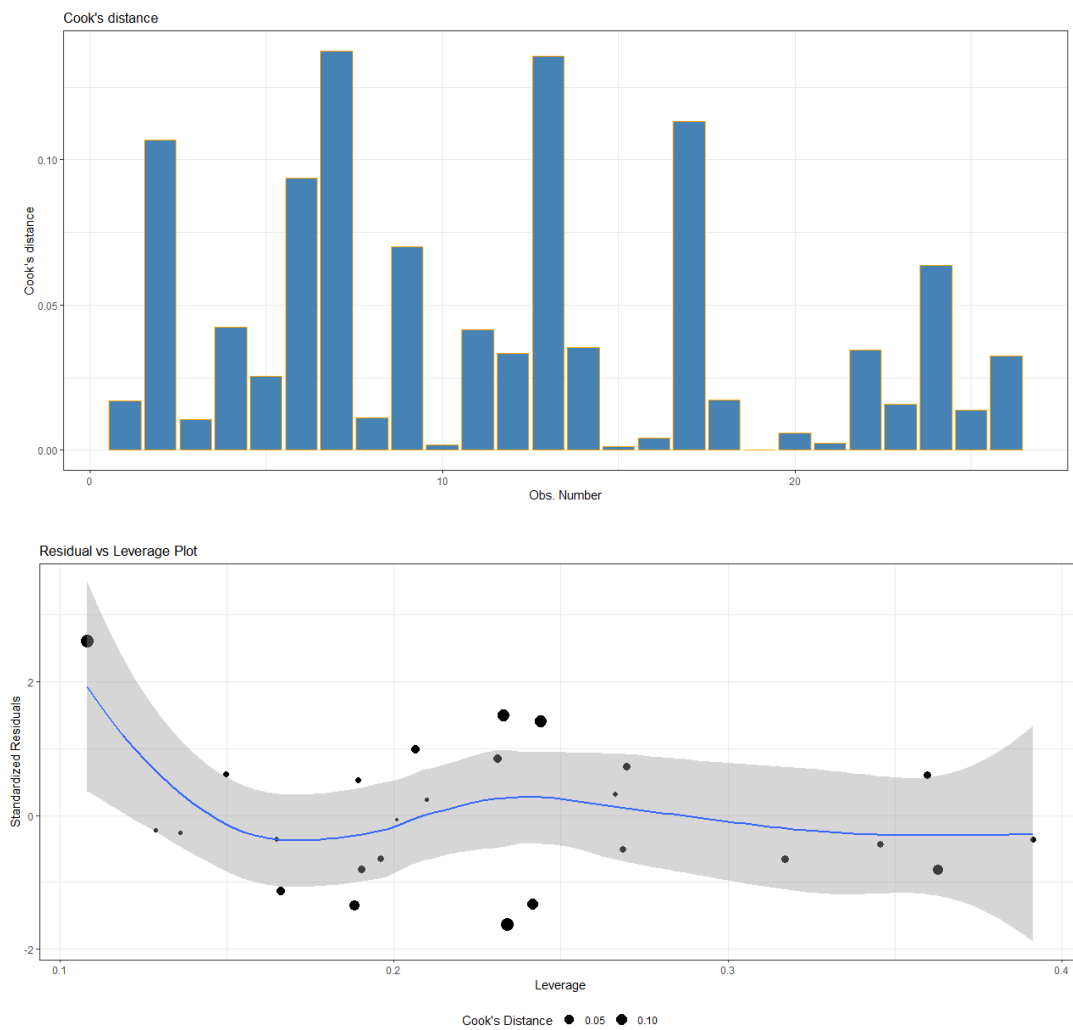 Cook's distance
Cook's distance
0.10
0.05
0.00
0
10
20
Obs. Number
Residual vs Leverage Plot
Standardized Residuals
2
0
-2
0.1
0.2
0.3
0.4
Leverage
Cook's Distance 0.05 0.10